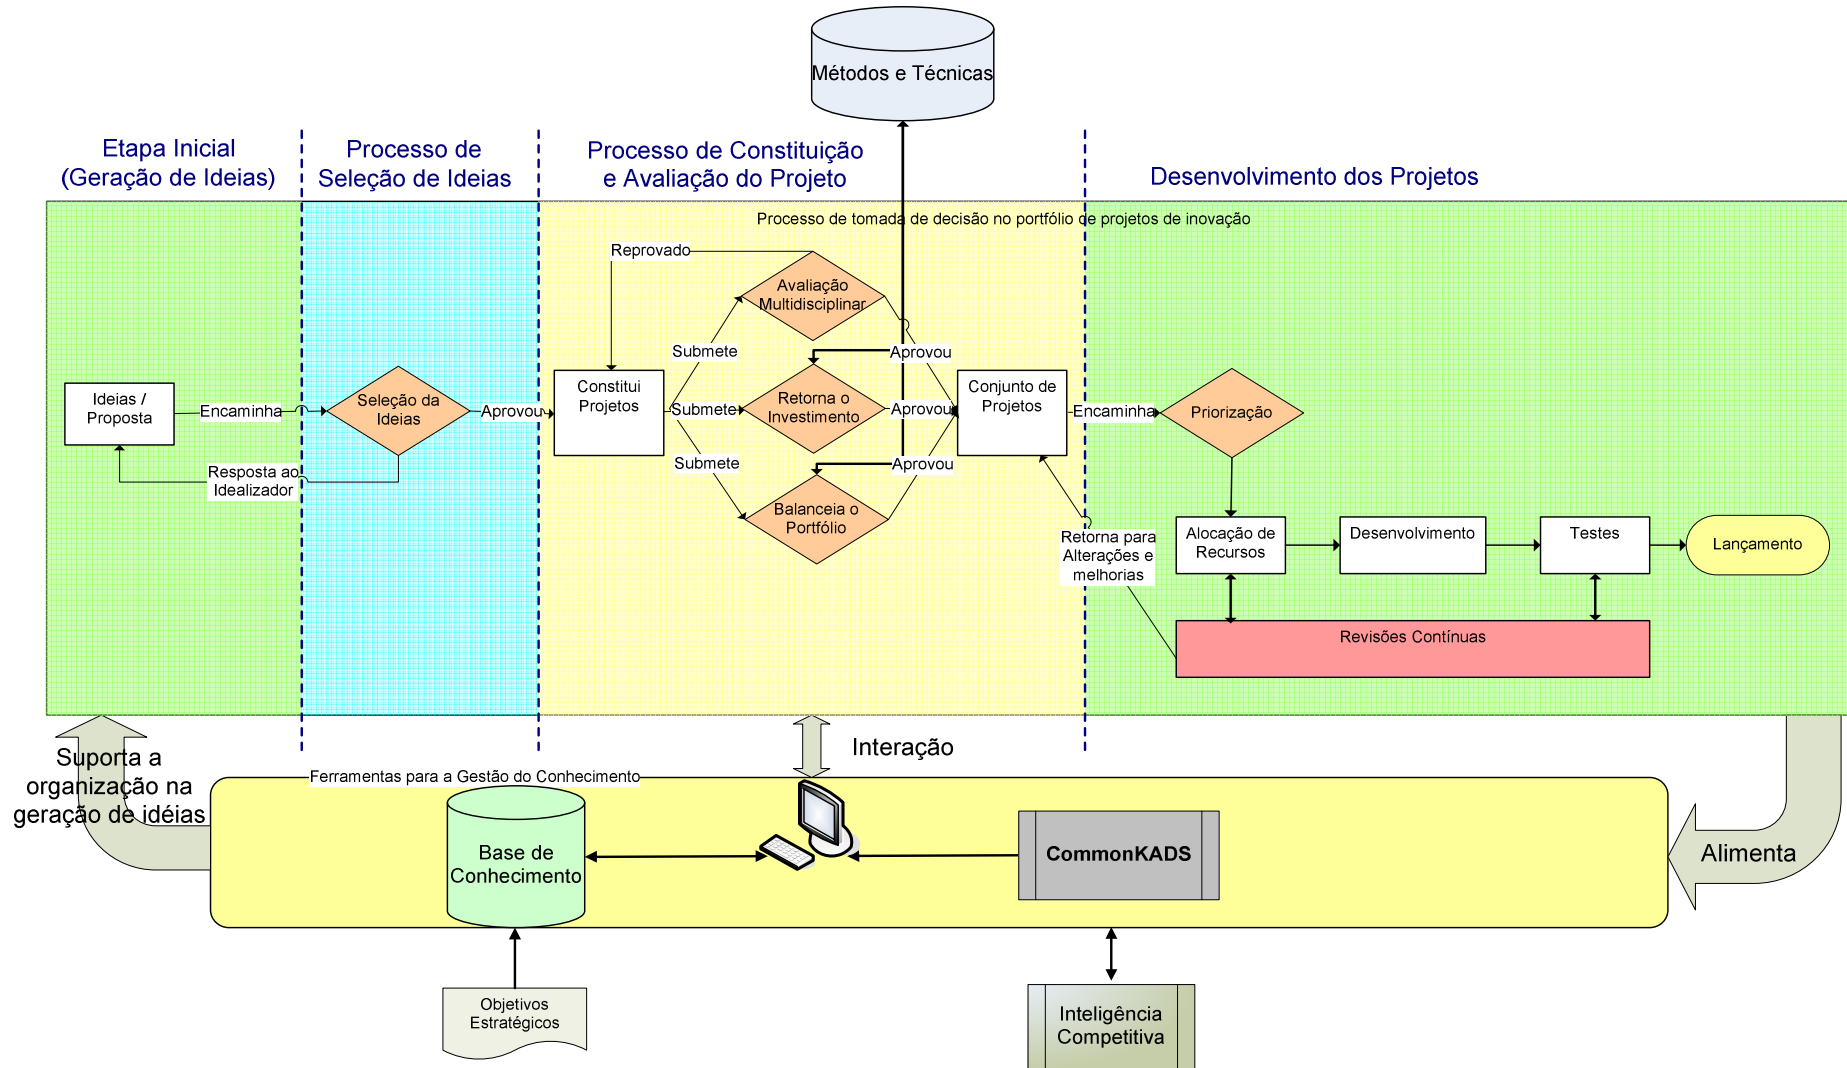 Métodos e Técnicas
Etapa Inicial
(Geração de Ideias)
Processo de
Seleção de Ideias
Processo de Constituição
e Avaliação do Projeto
Desenvolvimento dos Projetos
Processo de tomada de decisão no portfólio de projetos de inovação
Reprovado
Avaliação
Multidisciplinar
Submete
Aprovou
Ideias /
Proposta
Encaminha
Seleção da
Ideias
Aprovou
Constitui
Projetos
Submete
Retorna o
Investimento
Aprovou
Conjunto de
Projetos
Encaminha
Priorização
Resposta ao
Idealizador
Submete
Aprovou
Balanceia o
Portfólio
Retorna para
Alterações e
melhorias
Alocação de
Recursos
Desenvolvimento
Testes
Lançamento
Revisões Contínuas
Suporta a
organização na
geração de idéias
Interação
Ferramentas para a Gestão do Conhecimento
Base de
Conhecimento
CommonKADS
Alimenta
Objetivos
Estratégicos
Inteligência
Competitiva